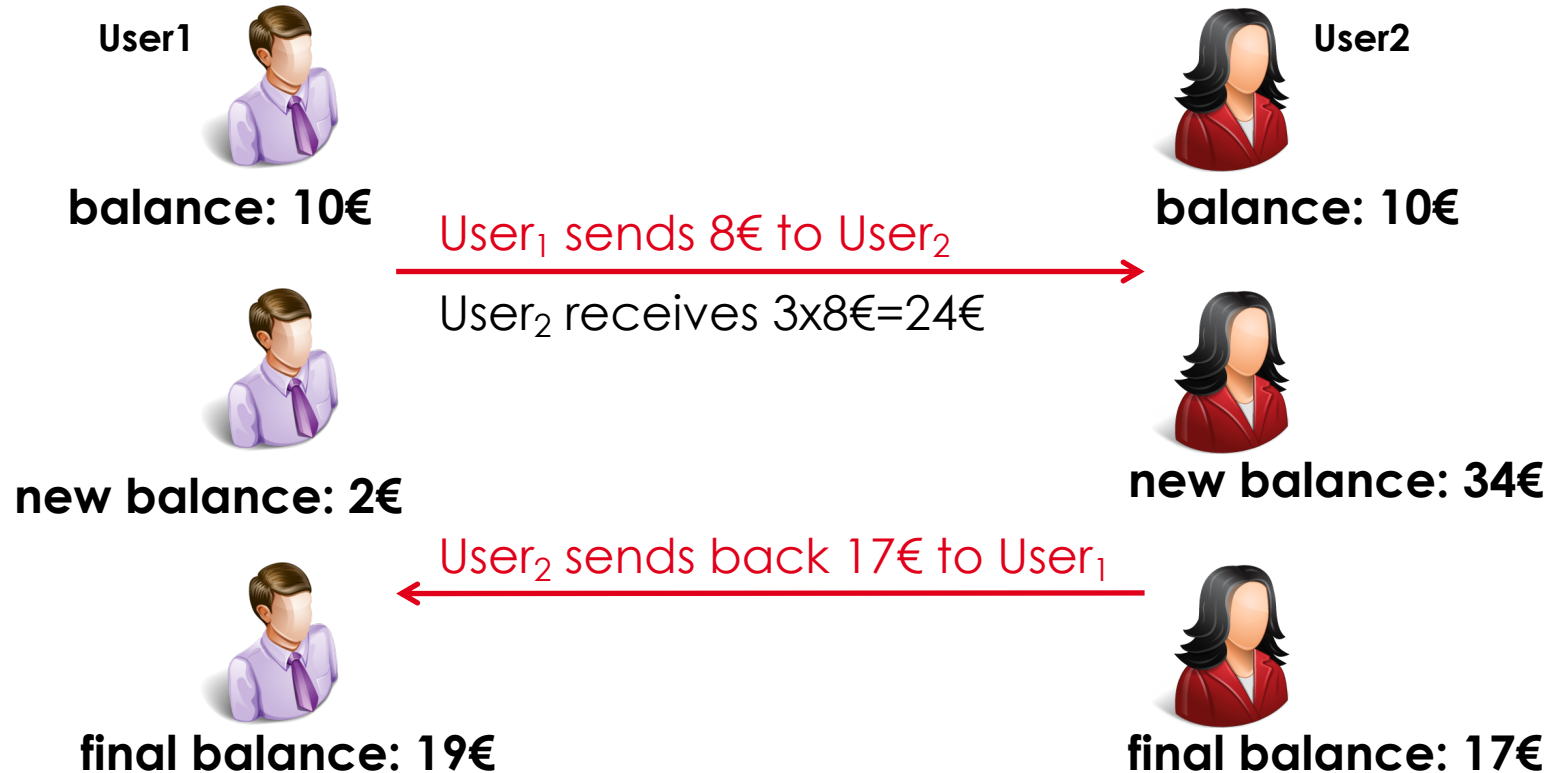 User1
User2
balance: 10€
balance: 10€
User₁ sends 8€ to User₂
User₂ receives 3x8€=24€
new balance: 2€
new balance: 34€
User₂ sends back 17€ to User₁
final balance: 19€
final balance: 17€